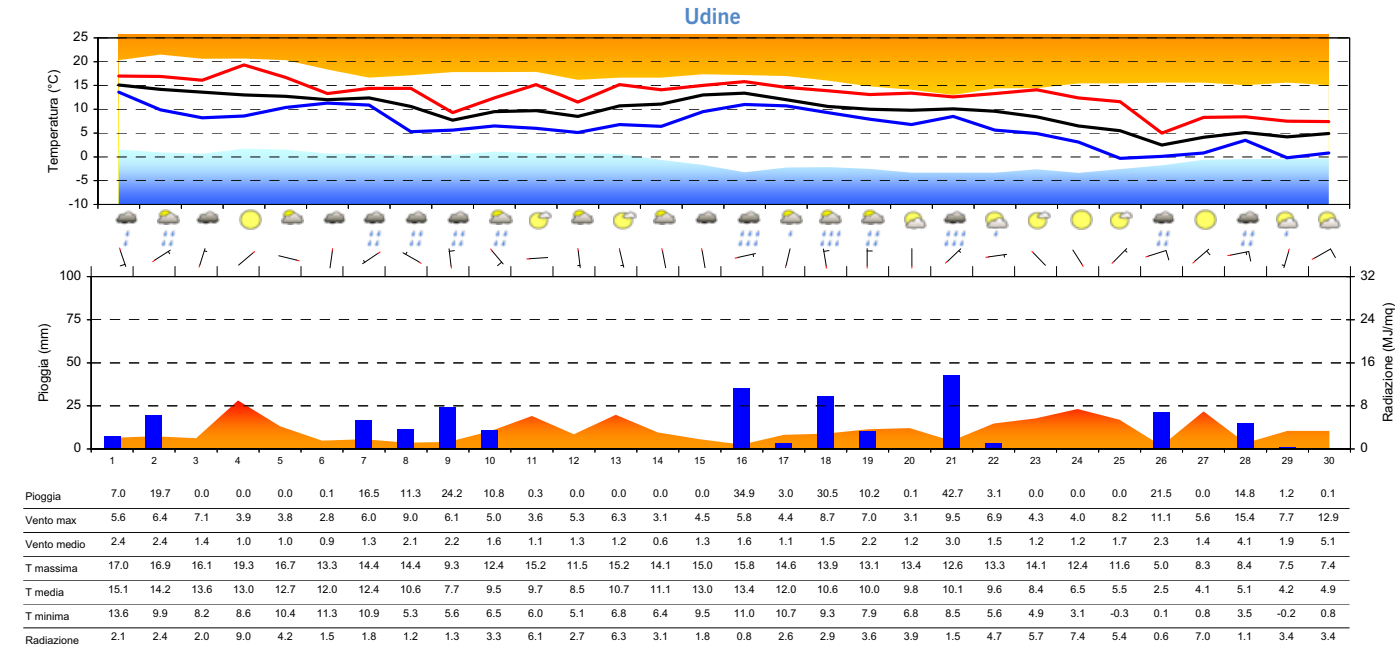 Udine
25
20
15
10
5
0
-5
-10
Temperatura (°C)
100
75
50
25
0
Pioggia (mm)
32
24
16
8
0
Radiazione (MJ/mq)
1 2 3 4 5 6 7 8 9 10 11 12 13 14 15 16 17 18 19 20 21 22 23 24 25 26 27 28 29 30
Pioggia 7.0 19.7 0.0 0.0 0.0 0.1 16.5 11.3 24.2 10.8 0.3 0.0 0.0 0.0 0.0 34.9 3.0 30.5 10.2 0.1 42.7 3.1 0.0 0.0 0.0 21.5 0.0 14.8 1.2 0.1
Vento max 5.6 6.4 7.1 3.9 3.8 2.8 6.0 9.0 6.1 5.0 3.6 5.3 6.3 3.1 4.5 5.8 4.4 8.7 7.0 3.1 9.5 6.9 4.3 4.0 8.2 11.1 5.6 15.4 7.7 12.9
Vento medio 2.4 2.4 1.4 1.0 1.0 0.9 1.3 2.1 2.2 1.6 1.1 1.3 1.2 0.6 1.3 1.6 1.1 1.5 2.2 1.2 3.0 1.5 1.2 1.2 1.7 2.3 1.4 4.1 1.9 5.1
T massima 17.0 16.9 16.1 19.3 16.7 13.3 14.4 14.4 9.3 12.4 15.2 11.5 15.2 14.1 15.0 15.8 14.6 13.9 13.1 13.4 12.6 13.3 14.1 12.4 11.6 5.0 8.3 8.4 7.5 7.4
T media 15.1 14.2 13.6 13.0 12.7 12.0 12.4 10.6 7.7 9.5 9.7 8.5 10.7 11.1 13.0 13.4 12.0 10.6 10.0 9.8 10.1 9.6 8.4 6.5 5.5 2.5 4.1 5.1 4.2 4.9
T minima 13.6 9.9 8.2 8.6 10.4 11.3 10.9 5.3 5.6 6.5 6.0 5.1 6.8 6.4 9.5 11.0 10.7 9.3 7.9 6.8 8.5 5.6 4.9 3.1 -0.3 0.1 0.8 3.5 -0.2 0.8
Radiazione 2.1 2.4 2.0 9.0 4.2 1.5 1.8 1.2 1.3 3.3 6.1 2.7 6.3 3.1 1.8 0.8 2.6 2.9 3.6 3.9 1.5 4.7 5.7 7.4 5.4 0.6 7.0 1.1 3.4 3.4